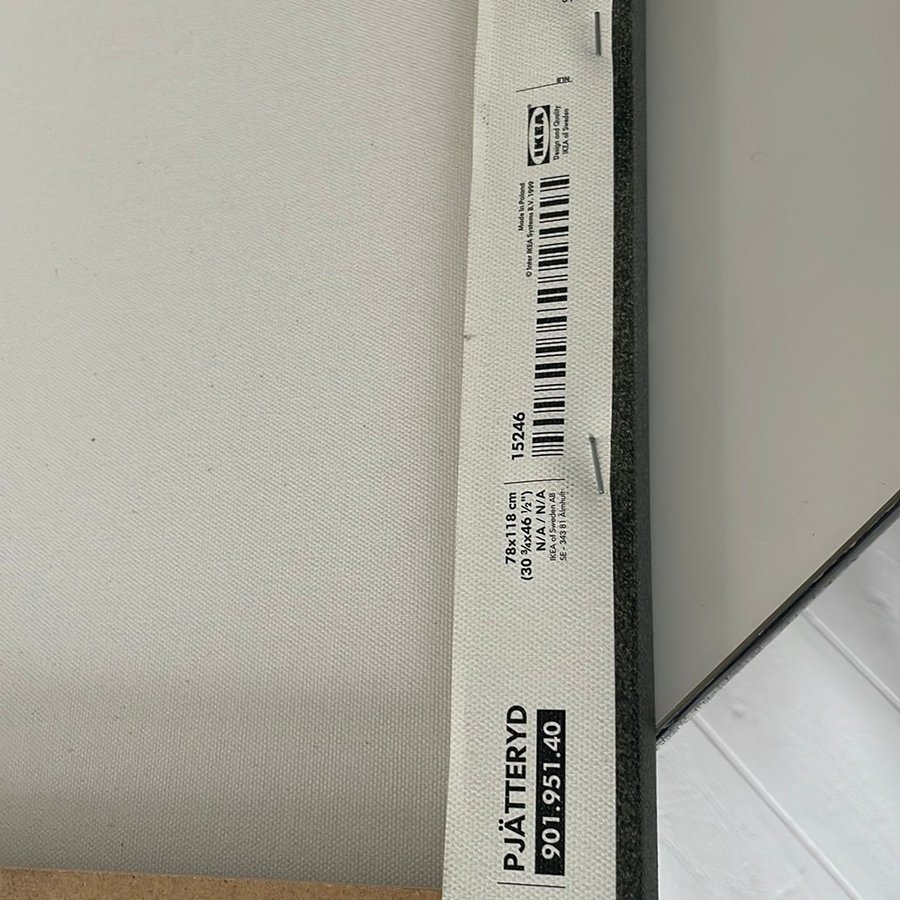 PJÄTTERYD
901.951.40
78x118 cm
(30 ¾x46 ½")
N/A / N/A
IKEA of Sweden AB
SE - 343 81 Älmhult
15246
Made in Poland
© Inter IKEA Systems B.V. 1999
IKEA
Design and Quality
IKEA of Sweden